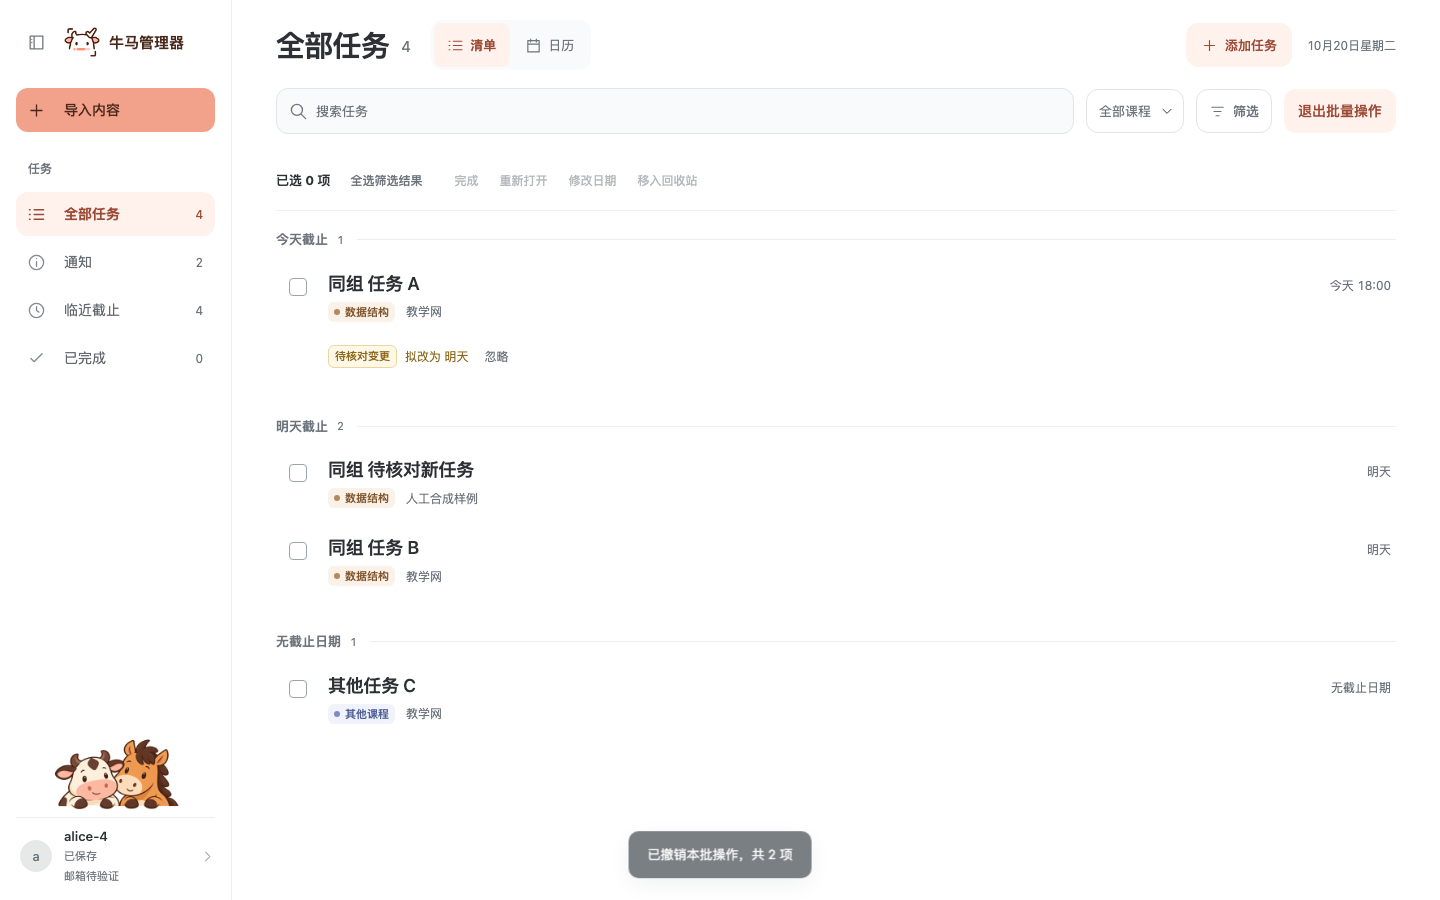 牛马管理器
导入内容
任务
全部任务 4
通知 2
临近截止 4
已完成 0
a
alice-4
已保存
邮箱待验证
全部任务 4
清单
日历
添加任务
10月20日星期二
搜索任务
全部课程
筛选
退出批量操作
已选 0 项 全选筛选结果 完成 重新打开 修改日期 移入回收站
今天截止 1
同组 任务 A 今天 18:00
数据结构 教学网
待核对变更 拟改为 明天 忽略
明天截止 2
同组 待核对新任务 明天
数据结构 人工合成样例
同组 任务 B 明天
数据结构 教学网
无截止日期 1
其他任务 C 无截止日期
其他课程 教学网
已撤销本批操作，共 2 项